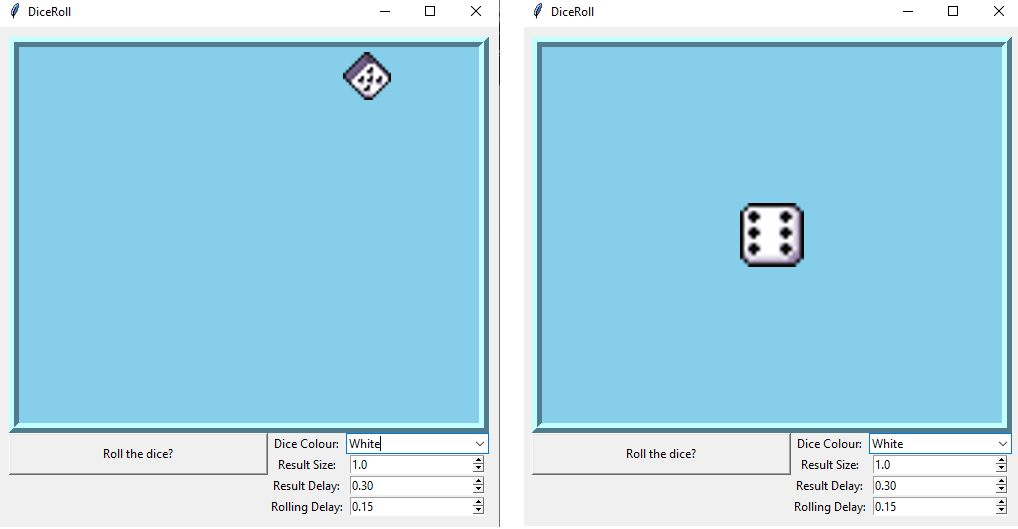 DiceRoll
Roll the dice?
Dice Colour: White
Result Size: 1.0
Result Delay: 0.30
Rolling Delay: 0.15
DiceRoll
Roll the dice?
Dice Colour: White
Result Size: 1.0
Result Delay: 0.30
Rolling Delay: 0.15